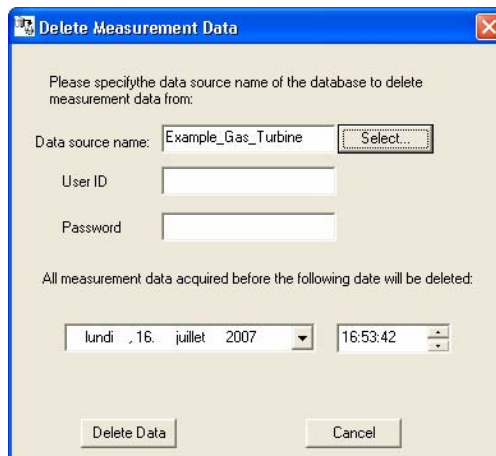 Delete Measurement Data
Please specifythe data source name of the database to delete
measurement data from:
Data source name: Example_Gas_Turbine Select...
User ID
Password
All measurement data acquired before the following date will be deleted:
lundi , 16. juillet 2007 16:53:42
Delete Data Cancel